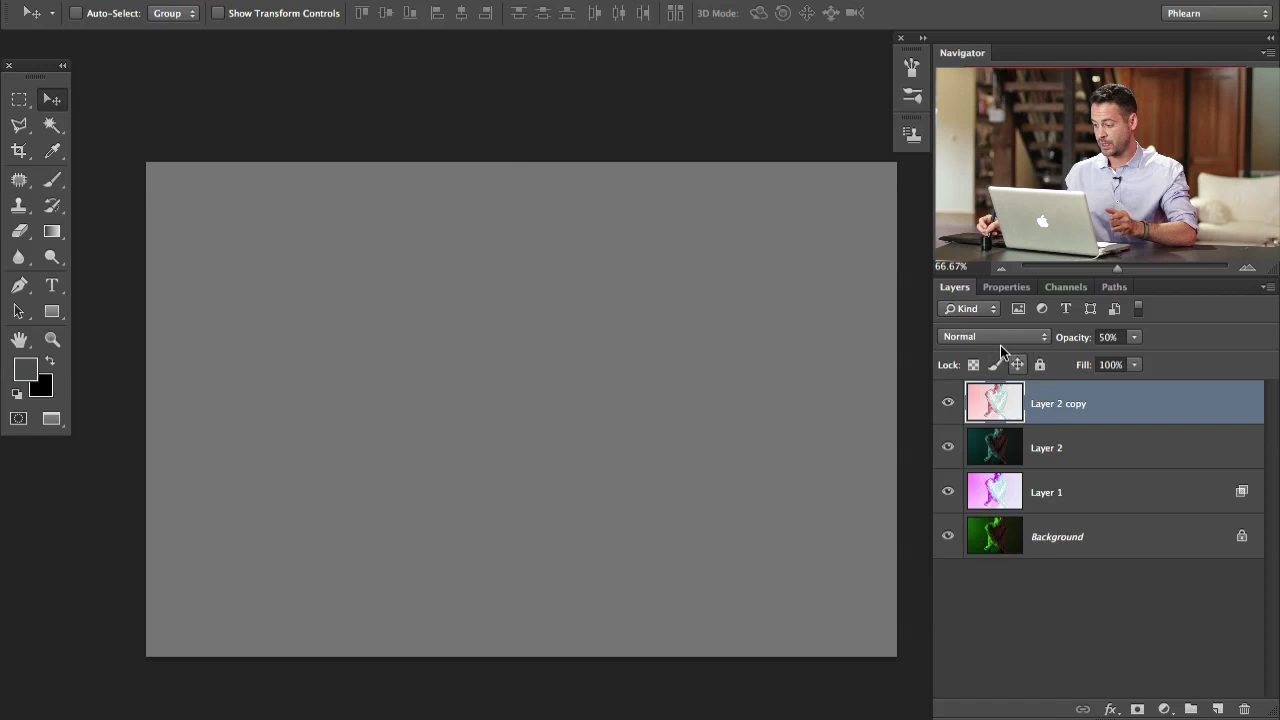 Auto-Select: Group Show Transform Controls 3D Mode: Phlearn
Navigator
66.67%
Layers Properties Channels Paths
Kind
Normal Opacity: 50%
Lock: Fill: 100%
Layer 2 copy
Layer 2
Layer 1
Background